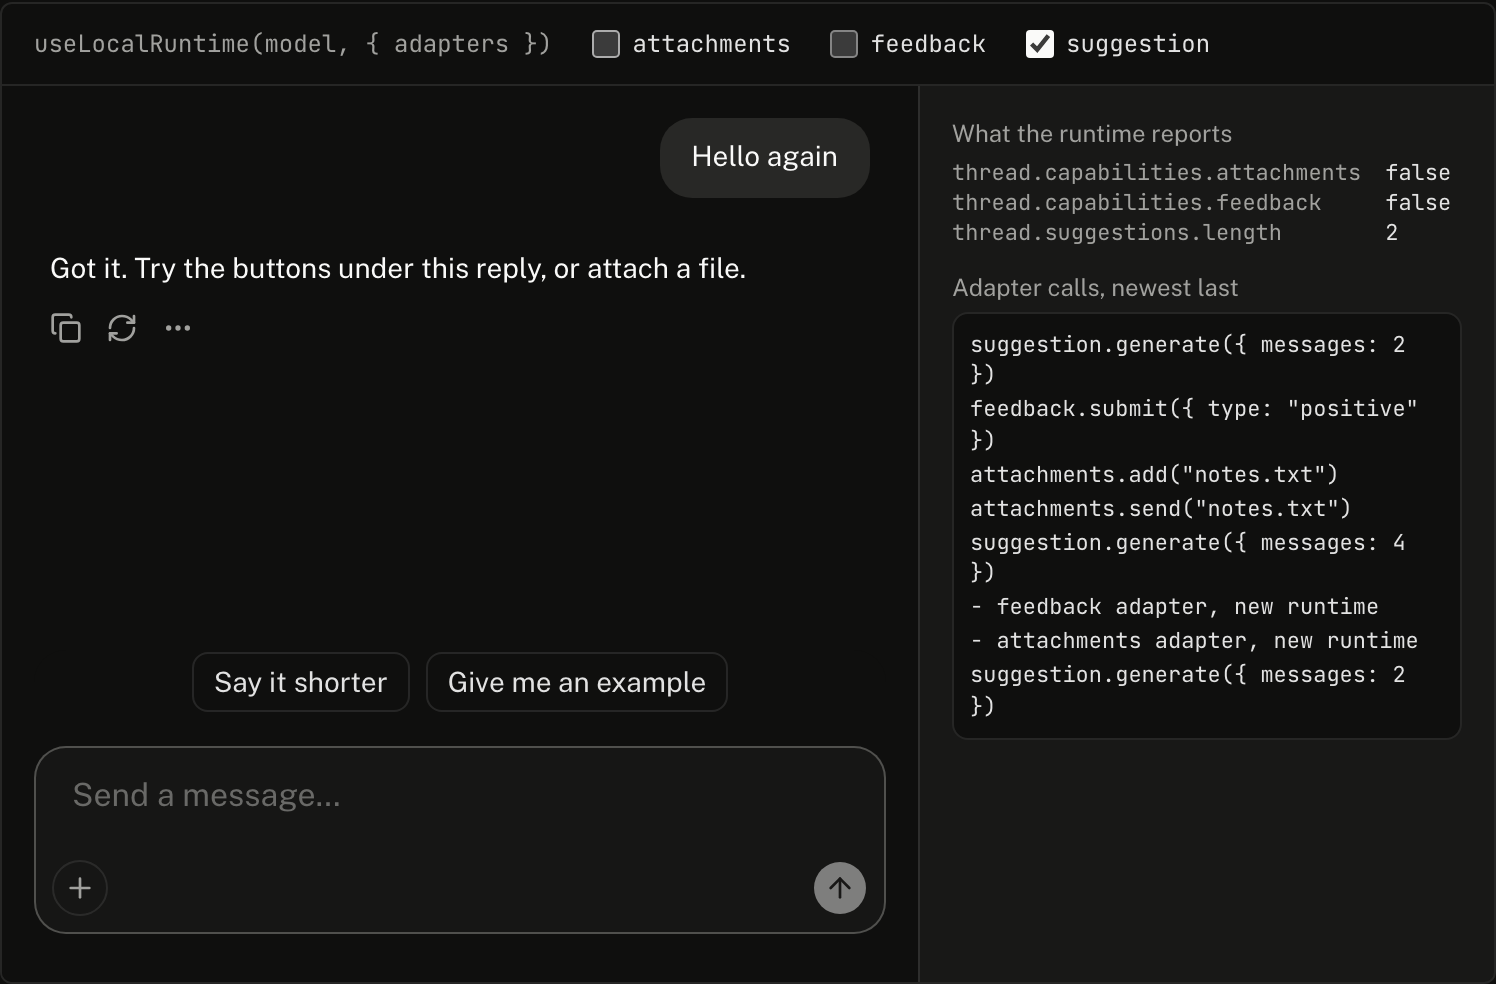 useLocalRuntime(model, { adapters })
attachments
feedback
suggestion
Hello again
Got it. Try the buttons under this reply, or attach a file.
Say it shorter
Give me an example
Send a message...
What the runtime reports
thread.capabilities.attachments false
thread.capabilities.feedback false
thread.suggestions.length 2
Adapter calls, newest last
suggestion.generate({ messages: 2
})
feedback.submit({ type: "positive"
})
attachments.add("notes.txt")
attachments.send("notes.txt")
suggestion.generate({ messages: 4
})
- feedback adapter, new runtime
- attachments adapter, new runtime
suggestion.generate({ messages: 2
})